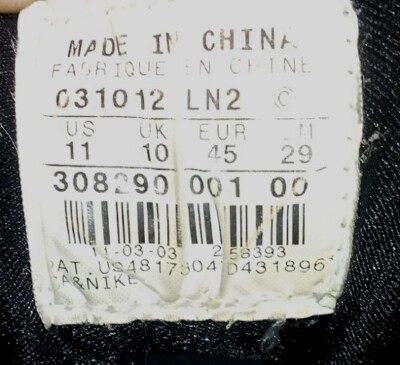 MADE IN CHINA
FABRIQUE EN CHINE
031012 LN2 ©
US UK EUR CM
11 10 45 29
308290 001 00
11-03-03 258393
PAT. US4817304 D431896
NIKE